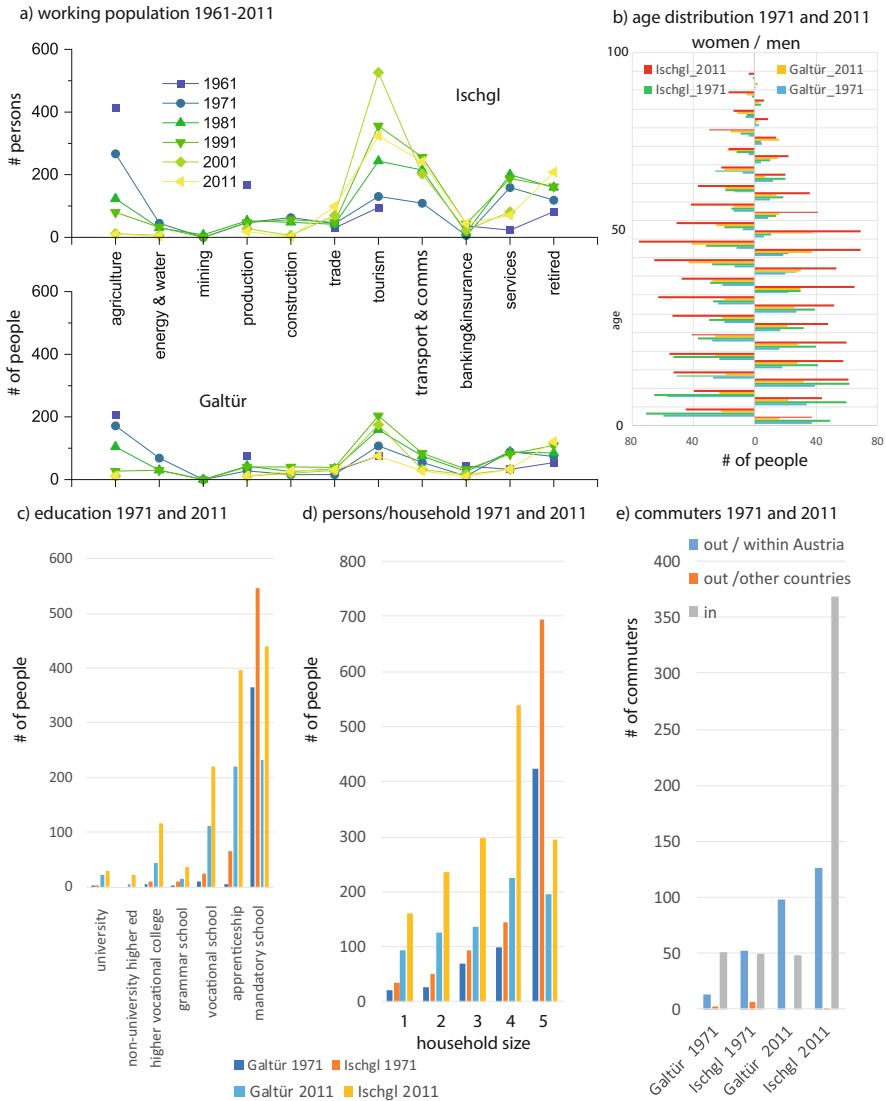 a) working population 1961-2011
600
400
200
0
# persons
1961
1971
1981
1991
2001
2011
Ischgl
agriculture
energy & water
mining
production
construction
trade
tourism
transport & comms
banking&insurance
services
retired
600
400
200
0
# of people
Galtür
b) age distribution 1971 and 2011
women / men
100
50
0
age
Ischgl_2011
Galtür_2011
Ischgl_1971
Galtür_1971
80 40 0 40 80
# of people
c) education 1971 and 2011
600
500
400
300
200
100
0
# of people
university
non-university higher ed
higher vocational college
grammar school
vocational school
apprenticeship
mandatory school
d) persons/household 1971 and 2011
800
700
600
500
400
300
200
100
0
# of people
1 2 3 4 5
household size
Galtür 1971
Ischgl 1971
Galtür 2011
Ischgl 2011
e) commuters 1971 and 2011
out / within Austria
out /other countries
in
400
350
300
250
200
150
100
50
0
# of commuters
Galtür 1971
Ischgl 1971
Galtür 2011
Ischgl 2011